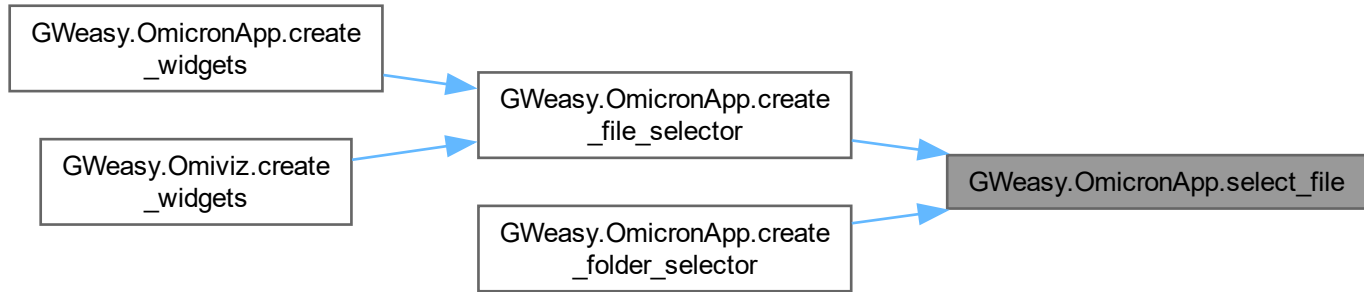 GWeasy.OmicronApp.create
_widgets
GWeasy.Omiviz.create
_widgets
GWeasy.OmicronApp.create
_file_selector
GWeasy.OmicronApp.create
_folder_selector
GWeasy.OmicronApp.select_file